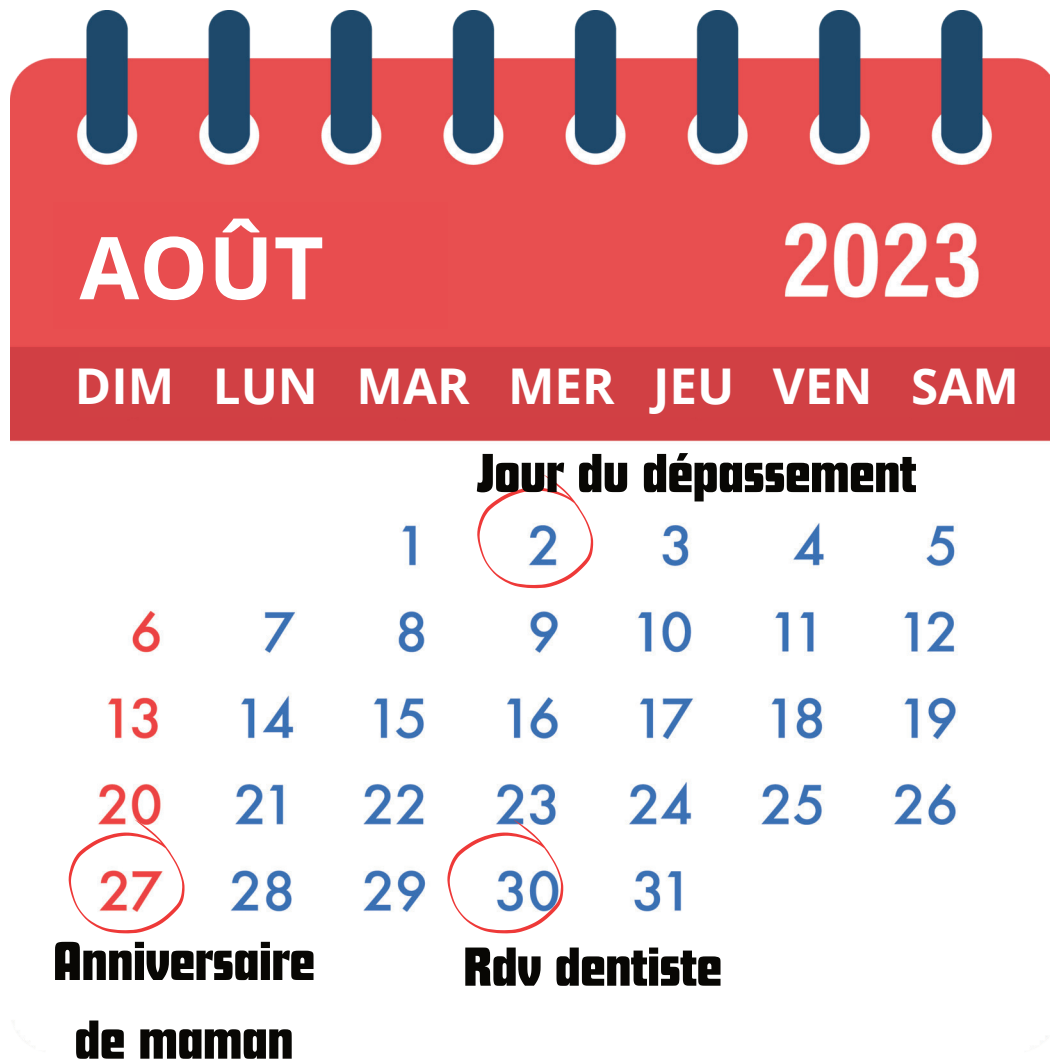 AOÛT 2023
DIM LUN MAR MER JEU VEN SAM
Jour du dépassement
1 2 3 4 5
6 7 8 9 10 11 12
13 14 15 16 17 18 19
20 21 22 23 24 25 26
27 28 29 30 31
Anniversaire
de maman
Rdv dentiste